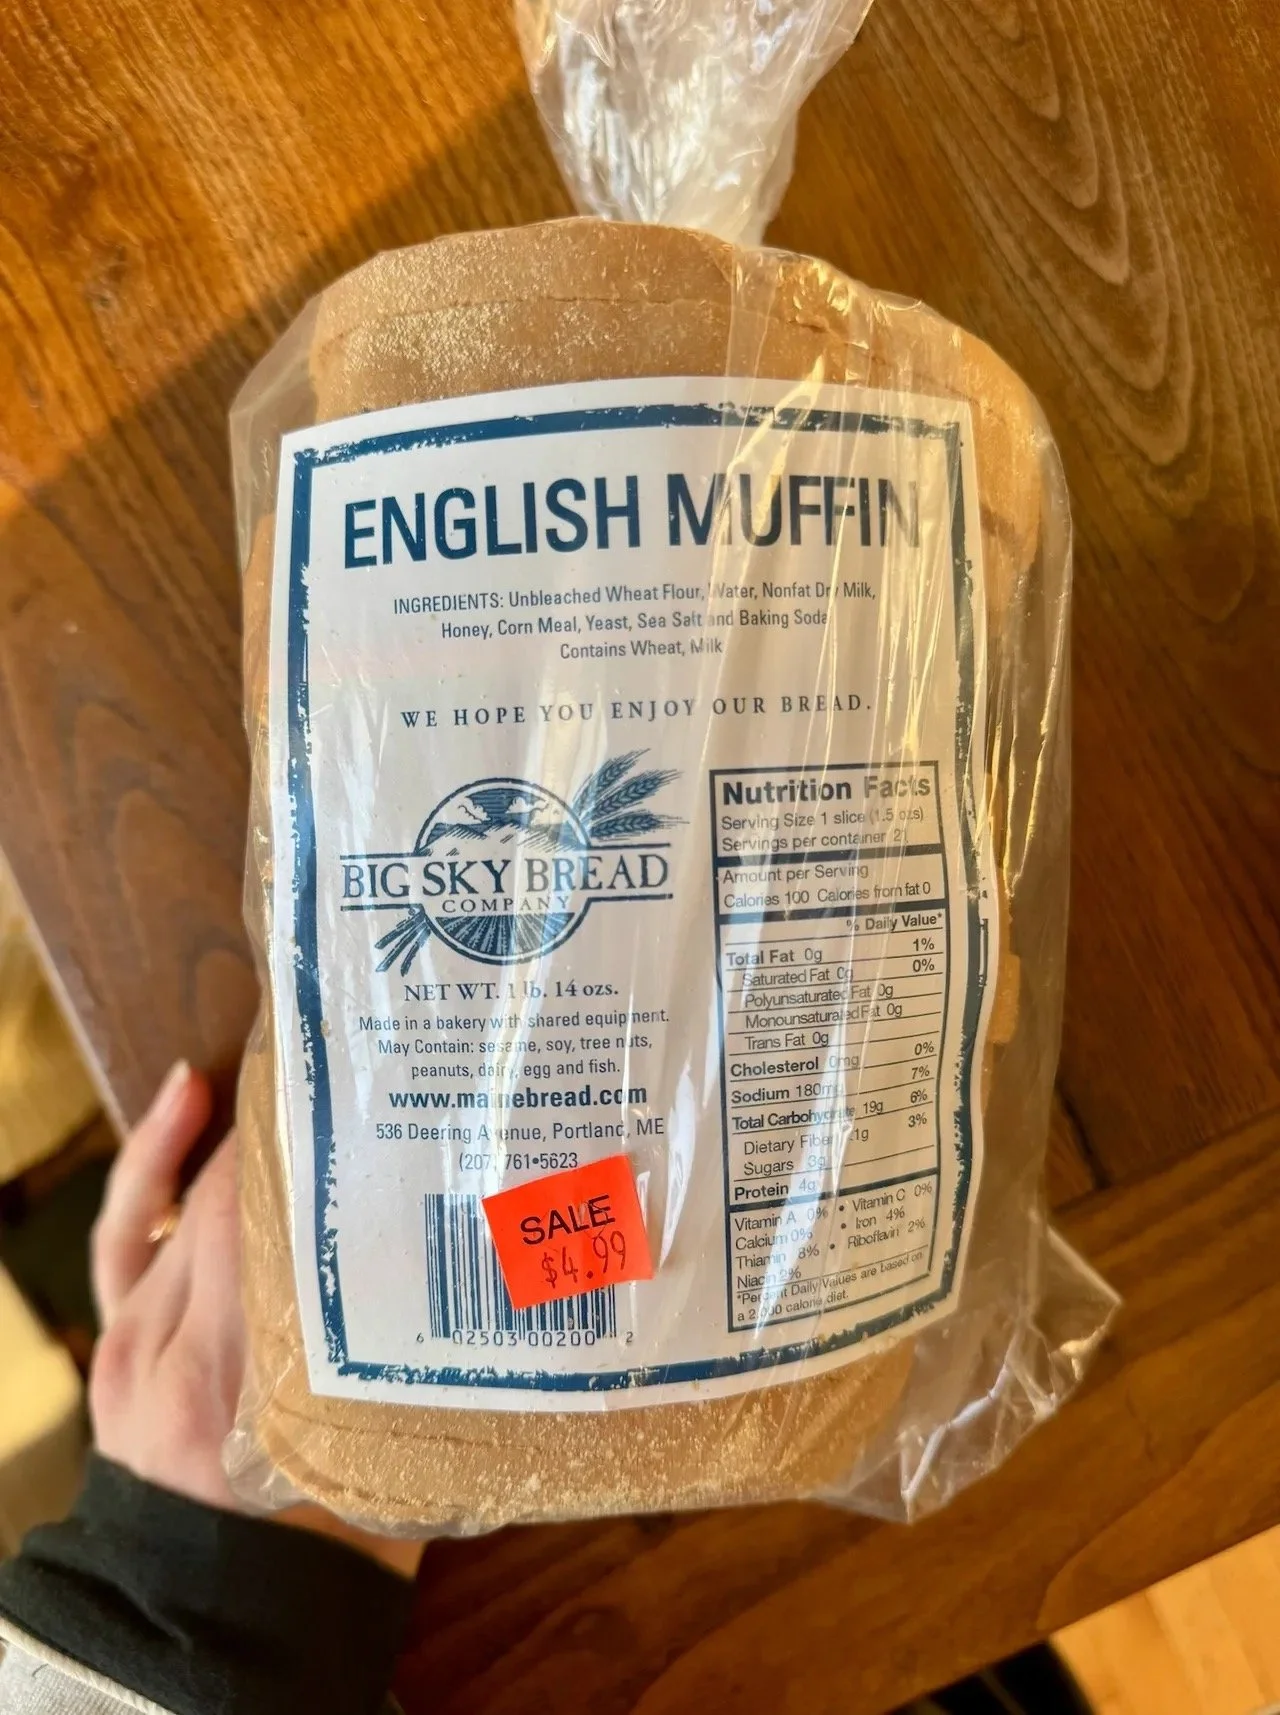 ENGLISH MUFFIN
INGREDIENTS: Unbleached Wheat Flour, Water, Nonfat Dry Milk,
Honey, Corn Meal, Yeast, Sea Salt and Baking Soda
Contains Wheat, Milk
WE HOPE YOU ENJOY OUR BREAD.
BIG SKY BREAD
COMPANY
NET WT. 1 lb. 14 ozs.
Made in a bakery with shared equipment.
May Contain: sesame, soy, tree nuts,
peanuts, dairy, egg and fish.
www.mainebread.com
536 Deering Avenue, Portland, ME
(207) 761•5623
SALE
$4.99
6 02503 00200 2
Nutrition Facts
Serving Size 1 slice (1.5 ozs)
Servings per container 21
Amount per Serving
Calories 100 Calories from fat 0
% Daily Value*
Total Fat 0g 1%
Saturated Fat 0g 0%
Polyunsaturated Fat 0g
Monounsaturated Fat 0g
Trans Fat 0g
Cholesterol 0mg 0%
Sodium 180mg 7%
Total Carbohydrate 19g 6%
Dietary Fiber 1g 3%
Sugars 3g
Protein 4g
Vitamin A 0% • Vitamin C 0%
Calcium 0% • Iron 4%
Thiamin 8% • Riboflavin 2%
Niacin 2%
*Percent Daily Values are based on
a 2,000 calorie diet.